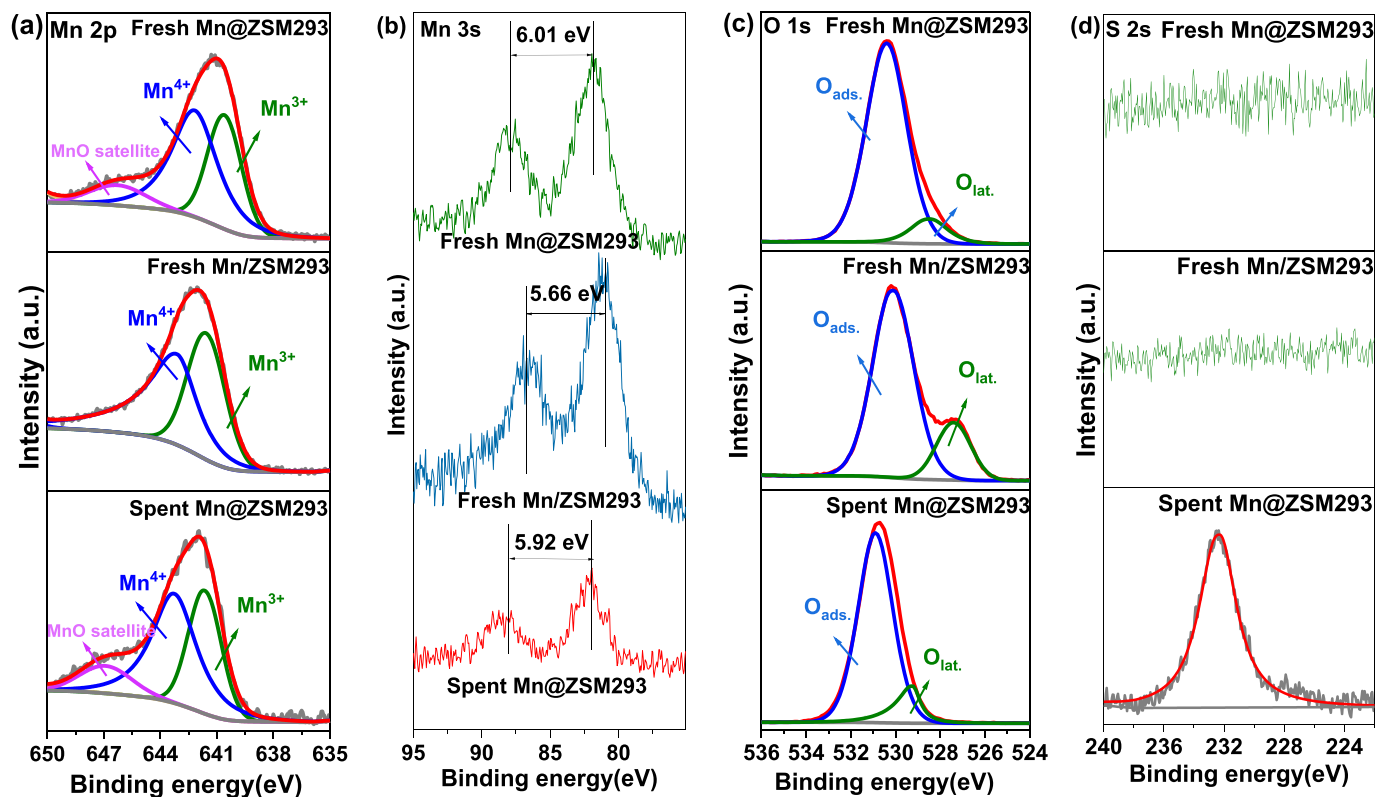 (a) Mn 2p Fresh Mn@ZSM293
Mn4+
Mn3+
MnO satellite
Fresh Mn/ZSM293
Mn4+
Mn3+
Spent Mn@ZSM293
Mn4+
Mn3+
MnO satellite
Intensity (a.u.)
650 645 640 635
Binding energy(eV)
(b) Mn 3s
6.01 eV
Fresh Mn@ZSM293
5.66 eV
Fresh Mn/ZSM293
5.92 eV
Spent Mn@ZSM293
Intensity (a.u.)
95 90 85 80
Binding energy(eV)
(c) O 1s Fresh Mn@ZSM293
Oads.
Olat.
Fresh Mn/ZSM293
Oads.
Olat.
Spent Mn@ZSM293
Oads.
Olat.
Intensity (a.u.)
536 534 532 530 528 526 524
Binding energy(eV)
(d) S 2s Fresh Mn@ZSM293
Fresh Mn/ZSM293
Spent Mn@ZSM293
Intensity (a.u.)
240 236 232 228 224
Binding energy(eV)